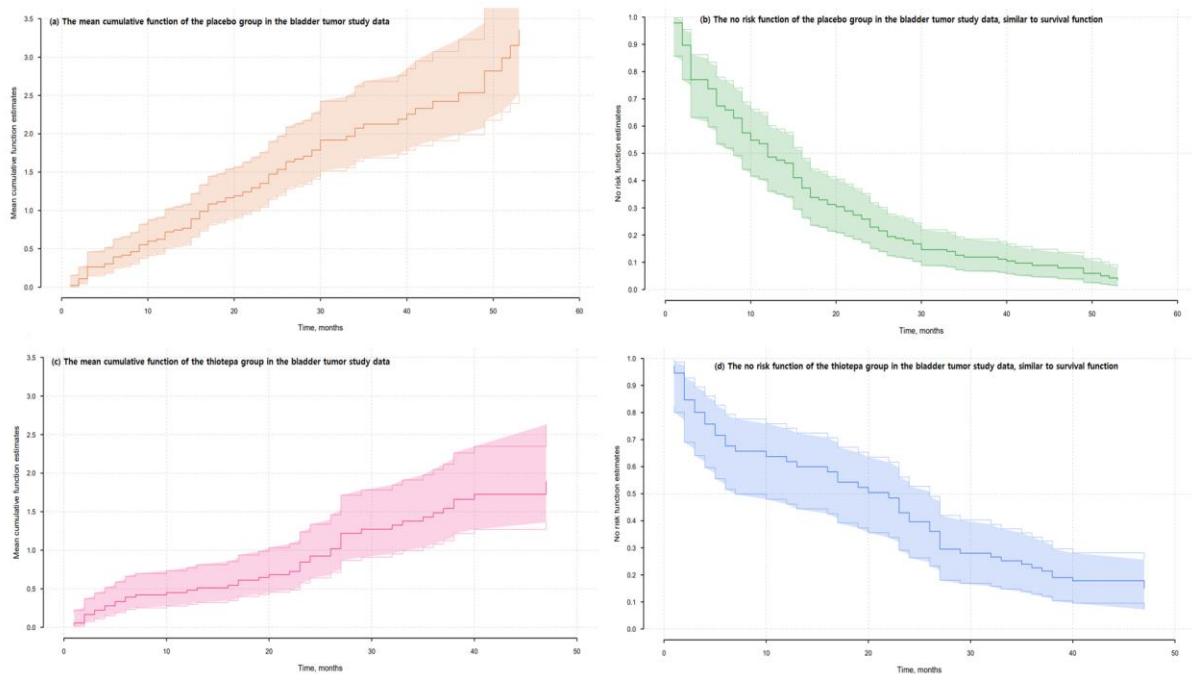 (a) The mean cumulative function of the placebo group in the bladder tumor study data
Mean cumulative function estimates
3.5
3.0
2.5
2.0
1.5
1.0
0.5
0.0
0 10 20 30 40 50 60
Time, months
(b) The no risk function of the placebo group in the bladder tumor study data, similar to survival function
No risk function estimates
1.0
0.9
0.8
0.7
0.6
0.5
0.4
0.3
0.2
0.1
0.0
0 10 20 30 40 50 60
Time, months
(c) The mean cumulative function of the thiotepa group in the bladder tumor study data
Mean cumulative function estimates
3.5
3.0
2.5
2.0
1.5
1.0
0.5
0.0
0 10 20 30 40 50
Time, months
(d) The no risk function of the thiotepa group in the bladder tumor study data, similar to survival function
No risk function estimates
1.0
0.9
0.8
0.7
0.6
0.5
0.4
0.3
0.2
0.1
0.0
0 10 20 30 40 50
Time, months